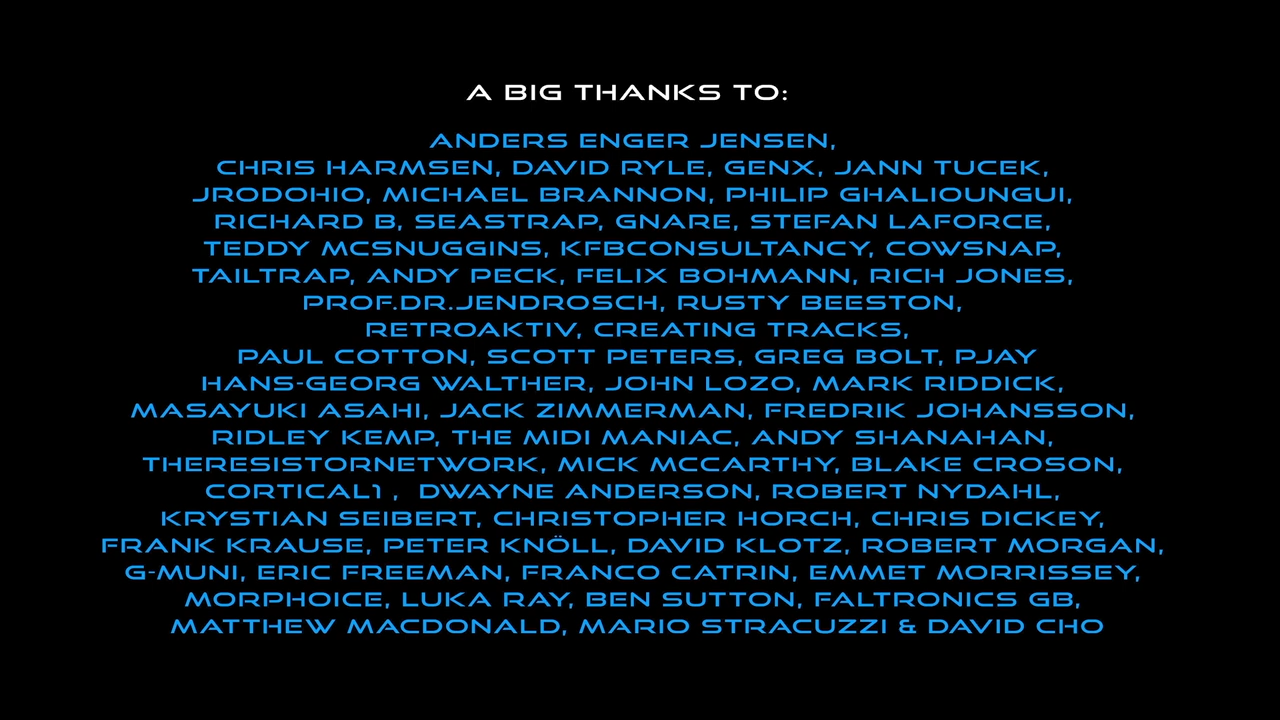 A BIG THANKS TO:
ANDERS ENGER JENSEN,
CHRIS HARMSEN, DAVID RYLE, GENX, JANN TUCEK,
JRODOHIO, MICHAEL BRANNON, PHILIP GHALIOUNGUI,
RICHARD B, SEASTRAP, GNARE, STEFAN LAFORCE,
TEDDY MCSNUGGINS, KFBCONSULTANCY, COWSNAP,
TAILTRAP, ANDY PECK, FELIX BOHMANN, RICH JONES,
PROF.DR.JENDROSCH, RUSTY BEESTON,
RETROAKTIV, CREATING TRACKS,
PAUL COTTON, SCOTT PETERS, GREG BOLT, PJAY
HANS-GEORG WALTHER, JOHN LOZO, MARK RIDDICK,
MASAYUKI ASAHI, JACK ZIMMERMAN, FREDRIK JOHANSSON,
RIDLEY KEMP, THE MIDI MANIAC, ANDY SHANAHAN,
THERESISTORNETWORK, MICK MCCARTHY, BLAKE CROSON,
CORTICAL1 , DWAYNE ANDERSON, ROBERT NYDAHL,
KRYSTIAN SEIBERT, CHRISTOPHER HORCH, CHRIS DICKEY,
FRANK KRAUSE, PETER KNÖLL, DAVID KLOTZ, ROBERT MORGAN,
G-MUNI, ERIC FREEMAN, FRANCO CATRIN, EMMET MORRISSEY,
MORPHOICE, LUKA RAY, BEN SUTTON, FALTRONICS GB,
MATTHEW MACDONALD, MARIO STRACUZZI & DAVID CHO